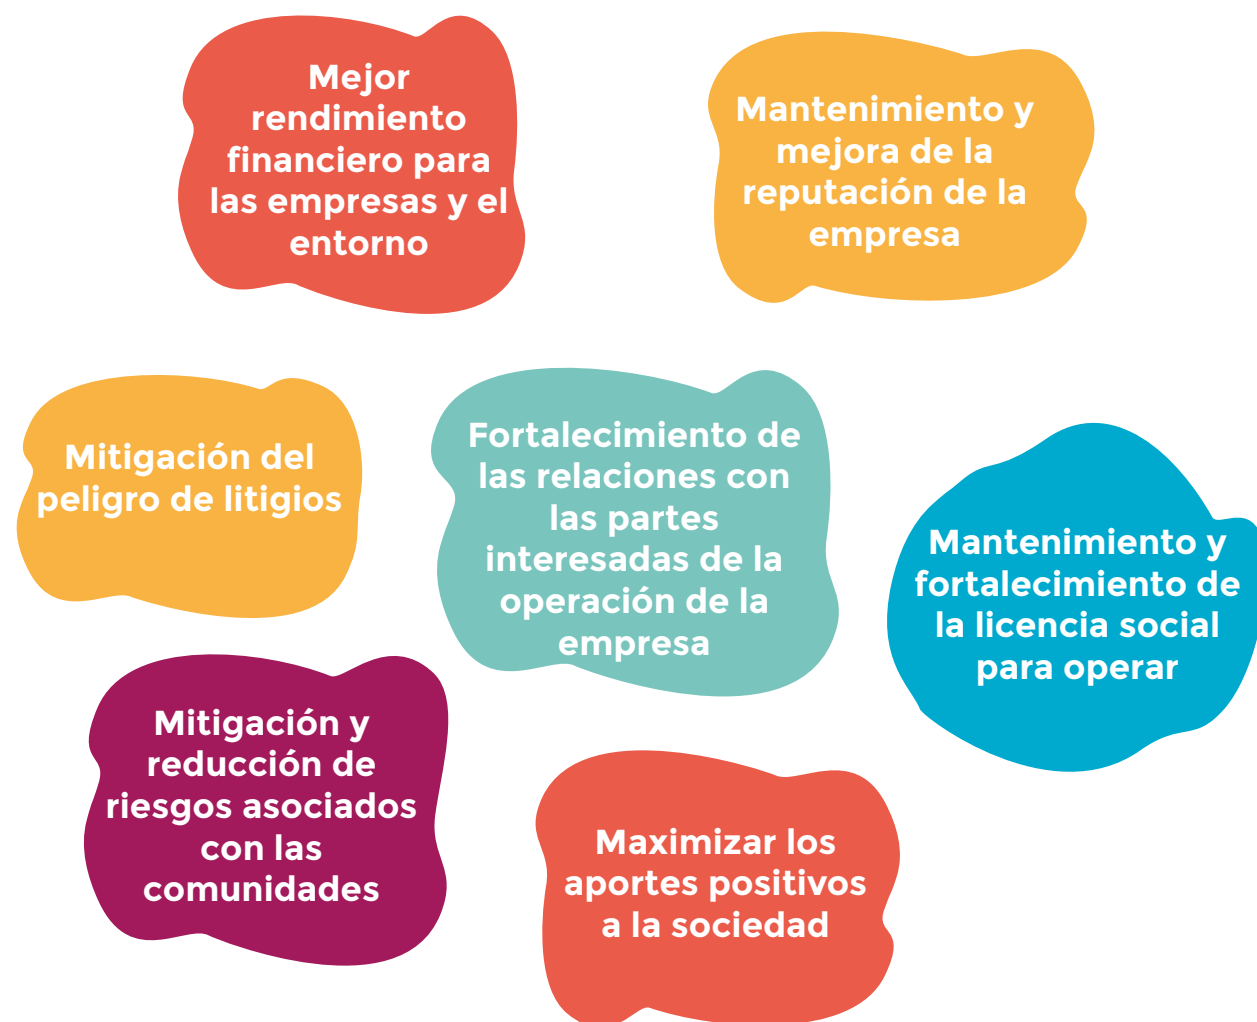 Mejor
rendimiento
financiero para
las empresas y el
entorno
Mantenimiento y
mejora de la
reputación de la
empresa
Mitigación del
peligro de litigios
Fortalecimiento de
las relaciones con
las partes
interesadas de la
operación de la
empresa
Mantenimiento y
fortalecimiento de
la licencia social
para operar
Mitigación y
reducción de
riesgos asociados
con las
comunidades
Maximizar los
aportes positivos
a la sociedad